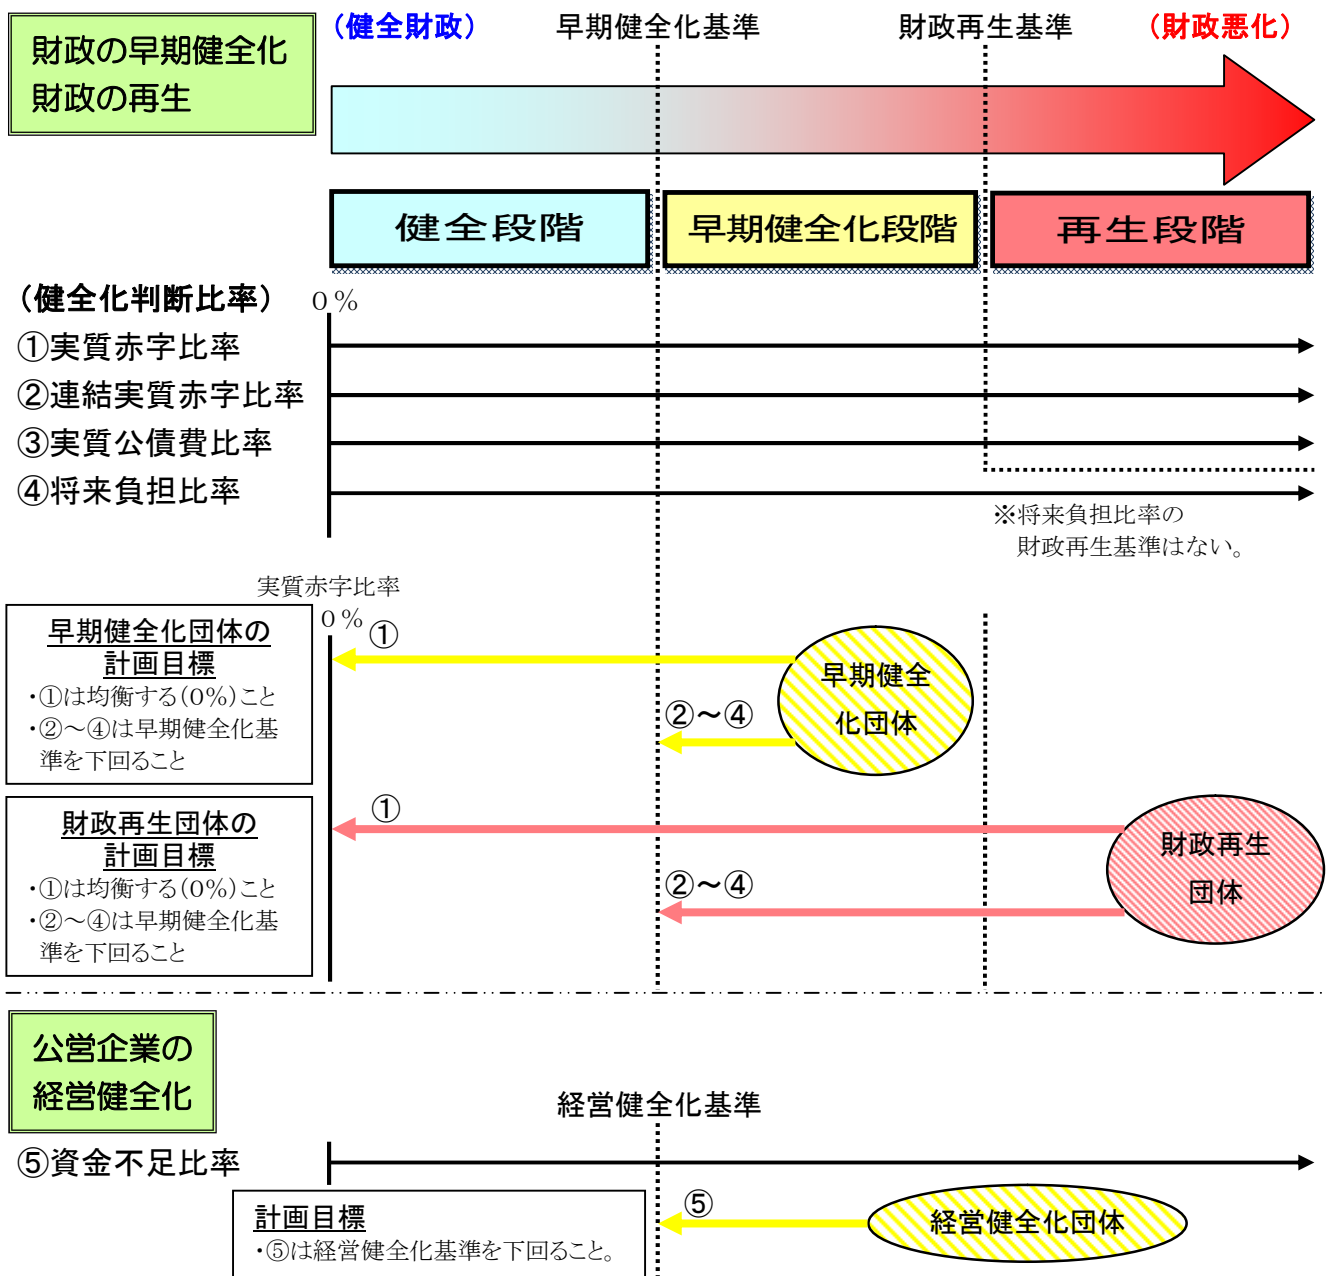 財政の早期健全化
財政の再生
（健全財政）
早期健全化基準
財政再生基準
（財政悪化）
健全段階
早期健全化段階
再生段階
（健全化判断比率）
０％
①実質赤字比率
②連結実質赤字比率
③実質公債費比率
④将来負担比率
※将来負担比率の
財政再生基準はない。
実質赤字比率
０％
早期健全化団体の
計画目標
・①は均衡する（０％）こと
・②～④は早期健全化基
準を下回ること
①
②～④
早期健全
化団体
財政再生団体の
計画目標
・①は均衡する（０％）こと
・②～④は早期健全化基
準を下回ること
①
②～④
財政再生
団体
公営企業の
経営健全化
経営健全化基準
⑤資金不足比率
計画目標
・⑤は経営健全化基準を下回ること。
⑤
経営健全化団体